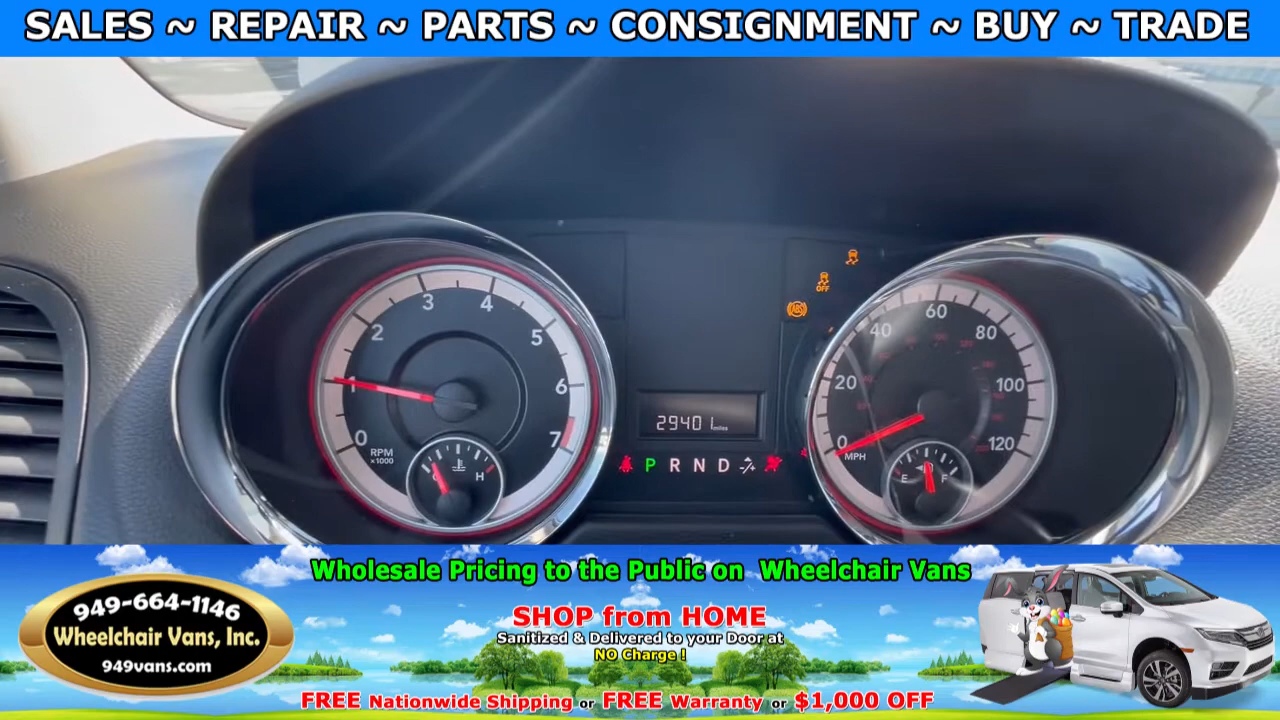 SALES ~ REPAIR ~ PARTS ~ CONSIGNMENT ~ BUY ~ TRADE
OFF
ABS
0 1 2 3 4 5 6 7
RPM
x1000
H
29401 miles
P R N D
0 20 40 60 80 100 120
MPH
E F
Wholesale Pricing to the Public on Wheelchair Vans
949-664-1146
Wheelchair Vans, Inc.
949vans.com
SHOP from HOME
Sanitized & Delivered to your Door at
NO Charge !
FREE Nationwide Shipping or FREE Warranty or $1,000 OFF